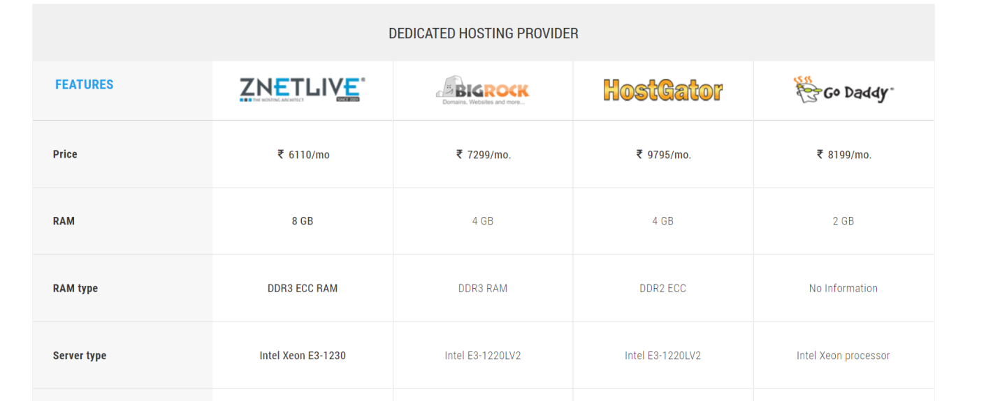 DEDICATED HOSTING PROVIDER
FEATURES
ZNETLIVE®
THE HOSTING ARCHITECT SINCE 2001
BIGROCK
Domains, Websites and more...
HostGator
Go Daddy™
Price
₹ 6110/mo
₹ 7299/mo.
₹ 9795/mo.
₹ 8199/mo.
RAM
8 GB
4 GB
4 GB
2 GB
RAM type
DDR3 ECC RAM
DDR3 RAM
DDR2 ECC
No Information
Server type
Intel Xeon E3-1230
Intel E3-1220LV2
Intel E3-1220LV2
Intel Xeon processor